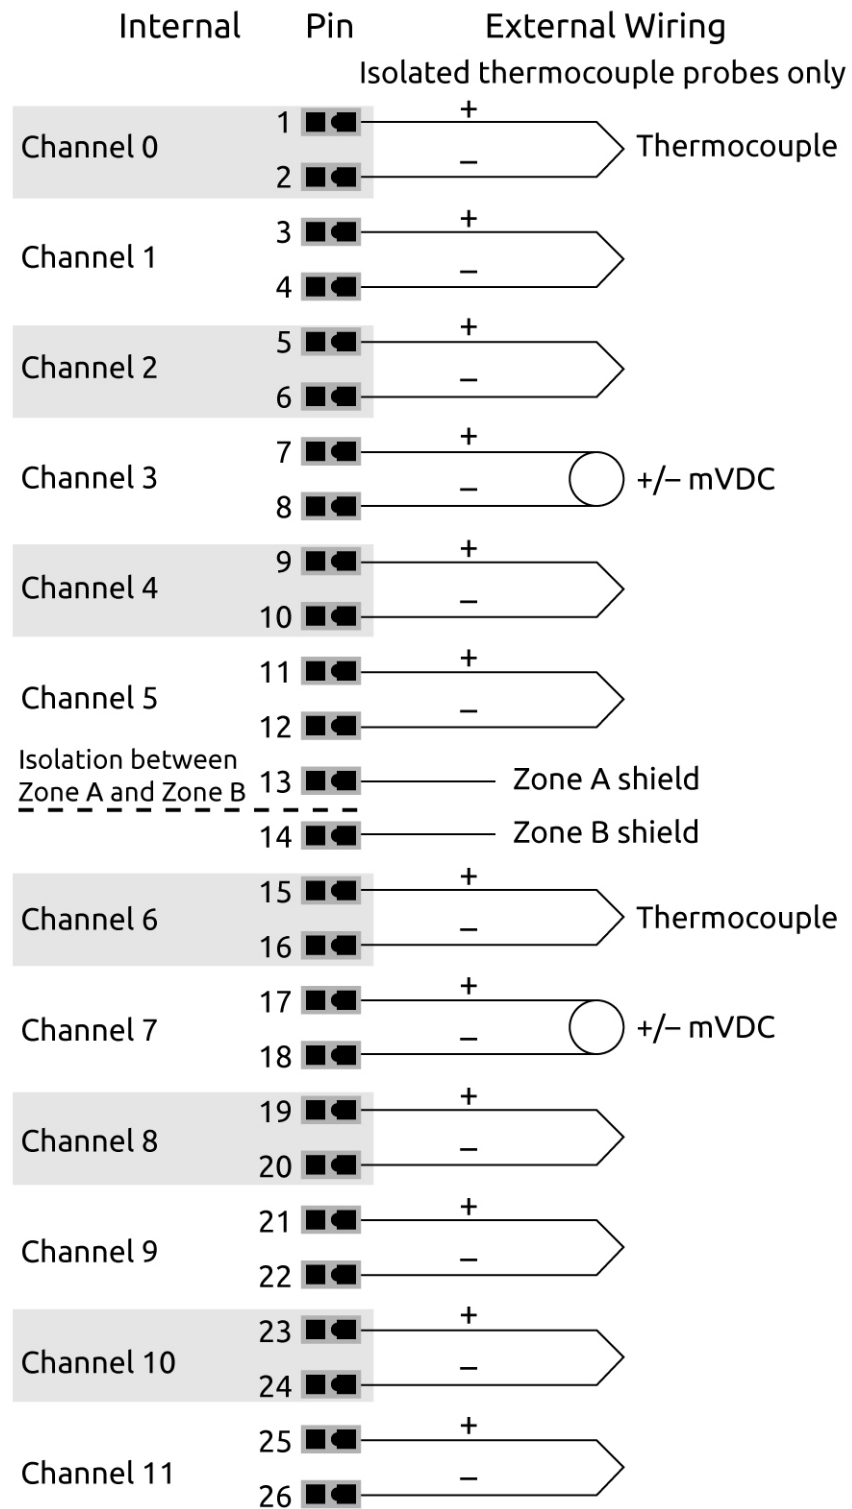 Internal Pin External Wiring
Isolated thermocouple probes only
Channel 0 1 + Thermocouple
2 –
Channel 1 3 +
4 –
Channel 2 5 +
6 –
Channel 3 7 + +/– mVDC
8 –
Channel 4 9 +
10 –
Channel 5 11 +
12 –
Isolation between
Zone A and Zone B 13 Zone A shield
14 Zone B shield
Channel 6 15 + Thermocouple
16 –
Channel 7 17 + +/– mVDC
18 –
Channel 8 19 +
20 –
Channel 9 21 +
22 –
Channel 10 23 +
24 –
Channel 11 25 +
26 –